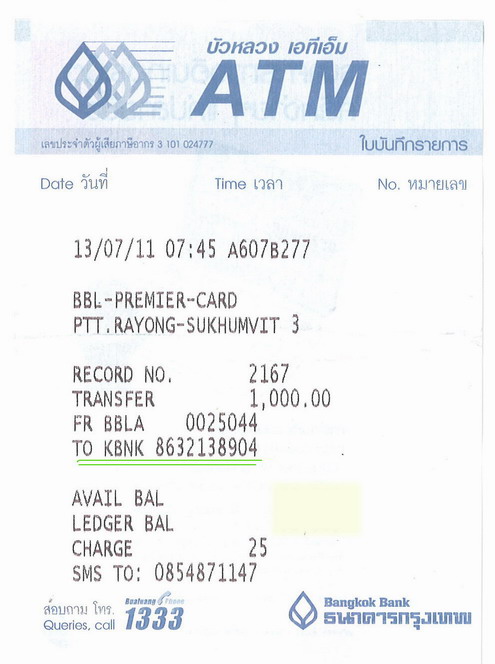 บัวหลวง เอทีเอ็ม
ATM
เลขประจำตัวผู้เสียภาษีอากร 3 101 024777
ใบบันทึกรายการ
Date วันที่ Time เวลา No. หมายเลข
13/07/11 07:45 A607B277
BBL-PREMIER-CARD
PTT.RAYONG-SUKHUMVIT 3
RECORD NO. 2167
TRANSFER 1,000.00
FR BBLA 0025044
TO KBNK 8632138904
AVAIL BAL
LEDGER BAL
CHARGE 25
SMS TO: 0854871147
สอบถาม โทร.
Queries, call
Bualuang Phone
1333
Bangkok Bank
ธนาคารกรุงเทพ